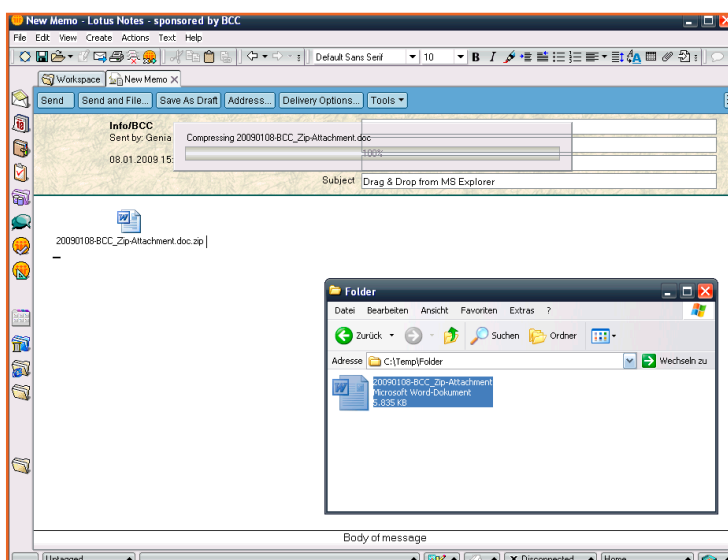 New Memo - Lotus Notes - sponsored by BCC
File Edit View Create Actions Text Help
Default Sans Serif 10 B I
Workspace New Memo
Send Send and File... Save As Draft Address... Delivery Options... Tools
18
Info/BCC
Sent by: Genia
Compressing 20090108-BCC_Zip-Attachment.doc
100%
08.01.2009 15:
Subject Drag & Drop from MS Explorer
20090108-BCC_Zip-Attachment.doc.zip
Folder
Datei Bearbeiten Ansicht Favoriten Extras ?
Zurück Suchen Ordner
Adresse C:\Temp\Folder Wechseln zu
20090108-BCC_Zip-Attachment
Microsoft Word-Dokument
5.835 KB
Body of message
Untagged Disconnected Home